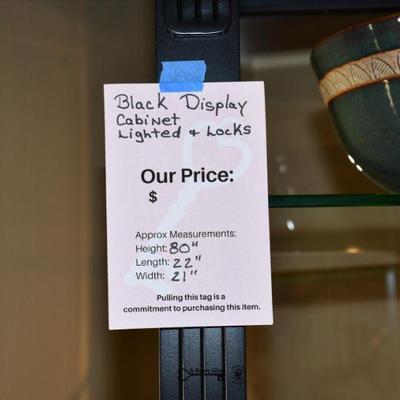 Black Display
Cabinet
Lighted & Locks
Our Price:
$
Approx Measurements:
Height: 80"
Length: 22"
Width: 21"
Pulling this tag is a
commitment to purchasing this item.